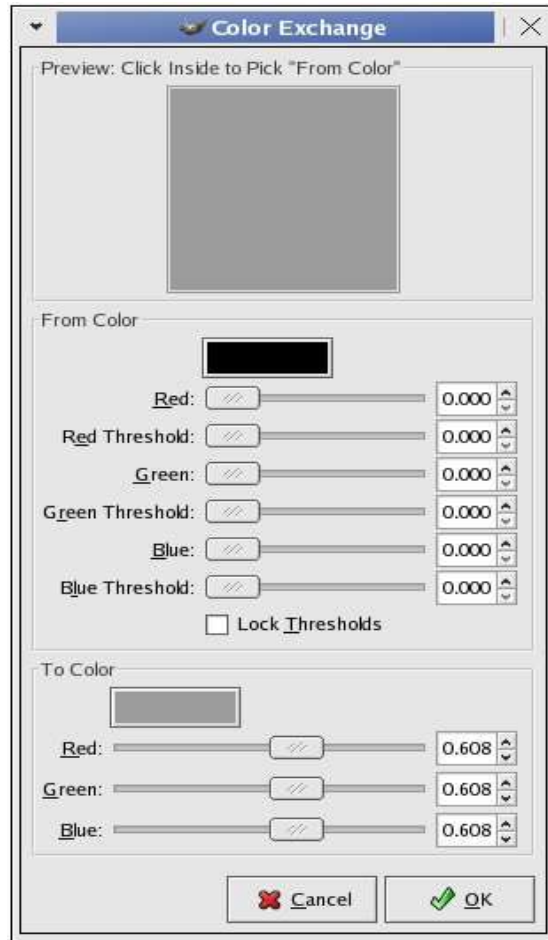 Color Exchange
Preview: Click Inside to Pick "From Color"
From Color
Red: 0.000
Red Threshold: 0.000
Green: 0.000
Green Threshold: 0.000
Blue: 0.000
Blue Threshold: 0.000
Lock Thresholds
To Color
Red: 0.608
Green: 0.608
Blue: 0.608
Cancel OK